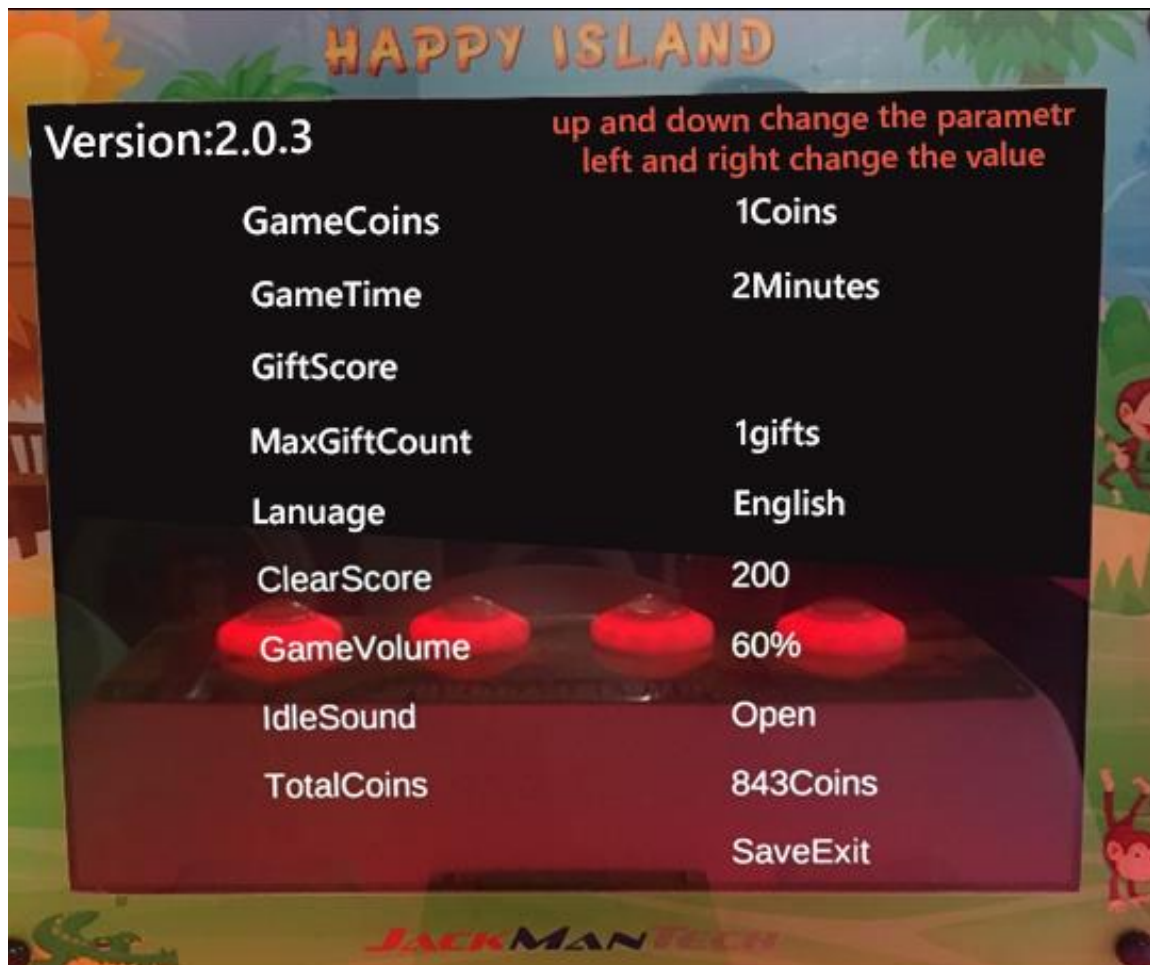 HAPPY ISLAND
Version:2.0.3
up and down change the parametr
left and right change the value
GameCoins 1Coins
GameTime 2Minutes
GiftScore
MaxGiftCount 1gifts
Lanuage English
ClearScore 200
GameVolume 60%
IdleSound Open
TotalCoins 843Coins
SaveExit
JACKMANTECH